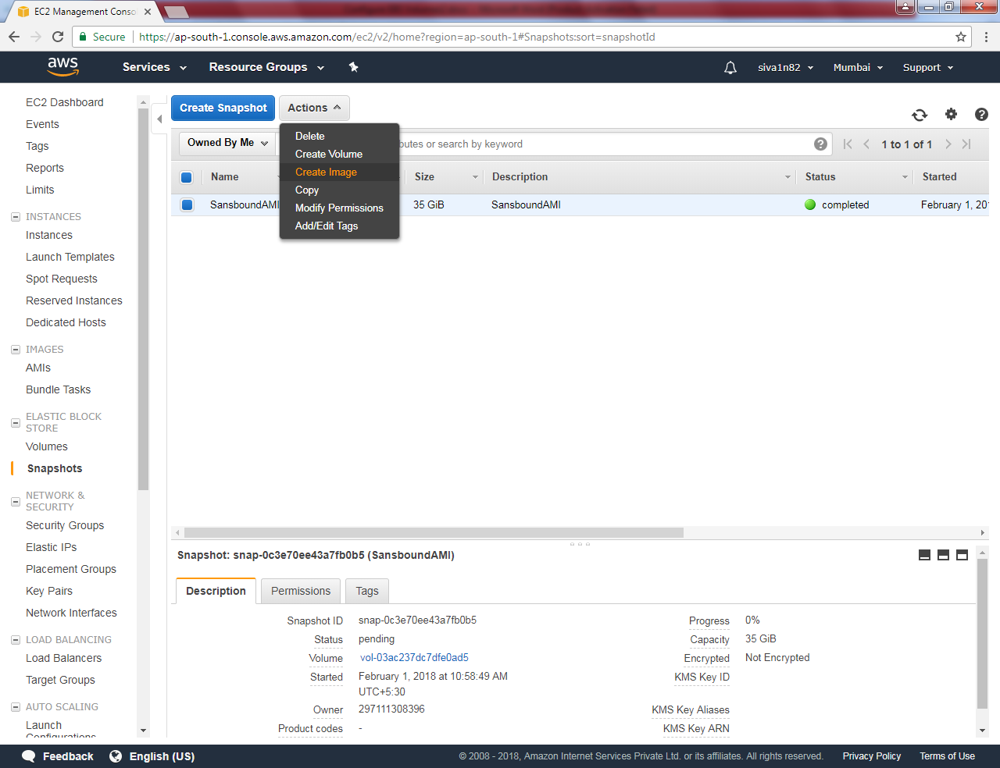 EC2 Management Conso
Secure
https://ap-south-1.console.aws.amazon.com/ec2/v2/home?region=ap-south-1#Snapshots:sort=snapshotId
aws
Services
Resource Groups
siva1n82
Mumbai
Support
EC2 Dashboard
Events
Tags
Reports
Limits
INSTANCES
Instances
Launch Templates
Spot Requests
Reserved Instances
Dedicated Hosts
IMAGES
AMIs
Bundle Tasks
ELASTIC BLOCK
STORE
Volumes
Snapshots
NETWORK &
SECURITY
Security Groups
Elastic IPs
Placement Groups
Key Pairs
Network Interfaces
LOAD BALANCING
Load Balancers
Target Groups
AUTO SCALING
Launch
Configurations
Create Snapshot
Actions
Delete
Create Volume
Create Image
Copy
Modify Permissions
Add/Edit Tags
Owned By Me
butes or search by keyword
1 to 1 of 1
Name
Size
Description
Status
Started
SansboundAMI
35 GiB
SansboundAMI
completed
February 1, 201
Snapshot: snap-0c3e70ee43a7fb0b5 (SansboundAMI)
Description
Permissions
Tags
Snapshot ID
snap-0c3e70ee43a7fb0b5
Progress
0%
Status
pending
Capacity
35 GiB
Volume
vol-03ac237dc7dfe0ad5
Encrypted
Not Encrypted
Started
February 1, 2018 at 10:58:49 AM
UTC+5:30
KMS Key ID
Owner
297111308396
KMS Key Aliases
Product codes
-
KMS Key ARN
Feedback
English (US)
© 2008 - 2018, Amazon Internet Services Private Ltd. or its affiliates. All rights reserved.
Privacy Policy
Terms of Use